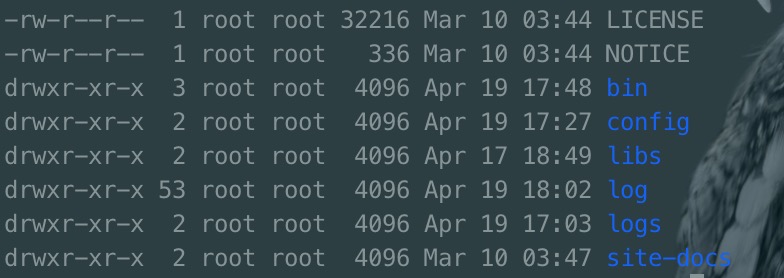 -rw-r--r-- 1 root root 32216 Mar 10 03:44 LICENSE
-rw-r--r-- 1 root root 336 Mar 10 03:44 NOTICE
drwxr-xr-x 3 root root 4096 Apr 19 17:48 bin
drwxr-xr-x 2 root root 4096 Apr 19 17:27 config
drwxr-xr-x 2 root root 4096 Apr 17 18:49 libs
drwxr-xr-x 53 root root 4096 Apr 19 18:02 log
drwxr-xr-x 2 root root 4096 Apr 19 17:03 logs
drwxr-xr-x 2 root root 4096 Mar 10 03:47 site-docs